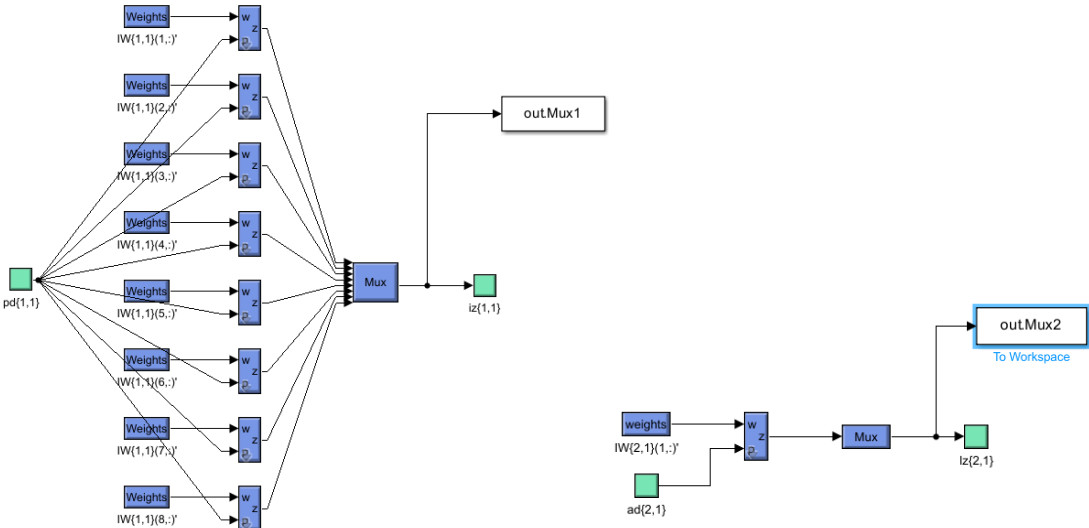 Weights
w
z
p
IW{1,1}(1,:)'
Weights
w
z
p
IW{1,1}(2,:)'
out.Mux1
Weights
w
z
p
IW{1,1}(3,:)'
Weights
w
z
p
IW{1,1}(4,:)'
pd{1,1}
Mux
iz{1,1}
Weights
w
z
p
IW{1,1}(5,:)'
Weights
w
z
p
IW{1,1}(6,:)'
Weights
w
z
p
IW{1,1}(7,:)'
Weights
w
z
p
IW{1,1}(8,:)'
out.Mux2
To Workspace
weights
w
z
p
IW{2,1}(1,:)'
Mux
lz{2,1}
ad{2,1}